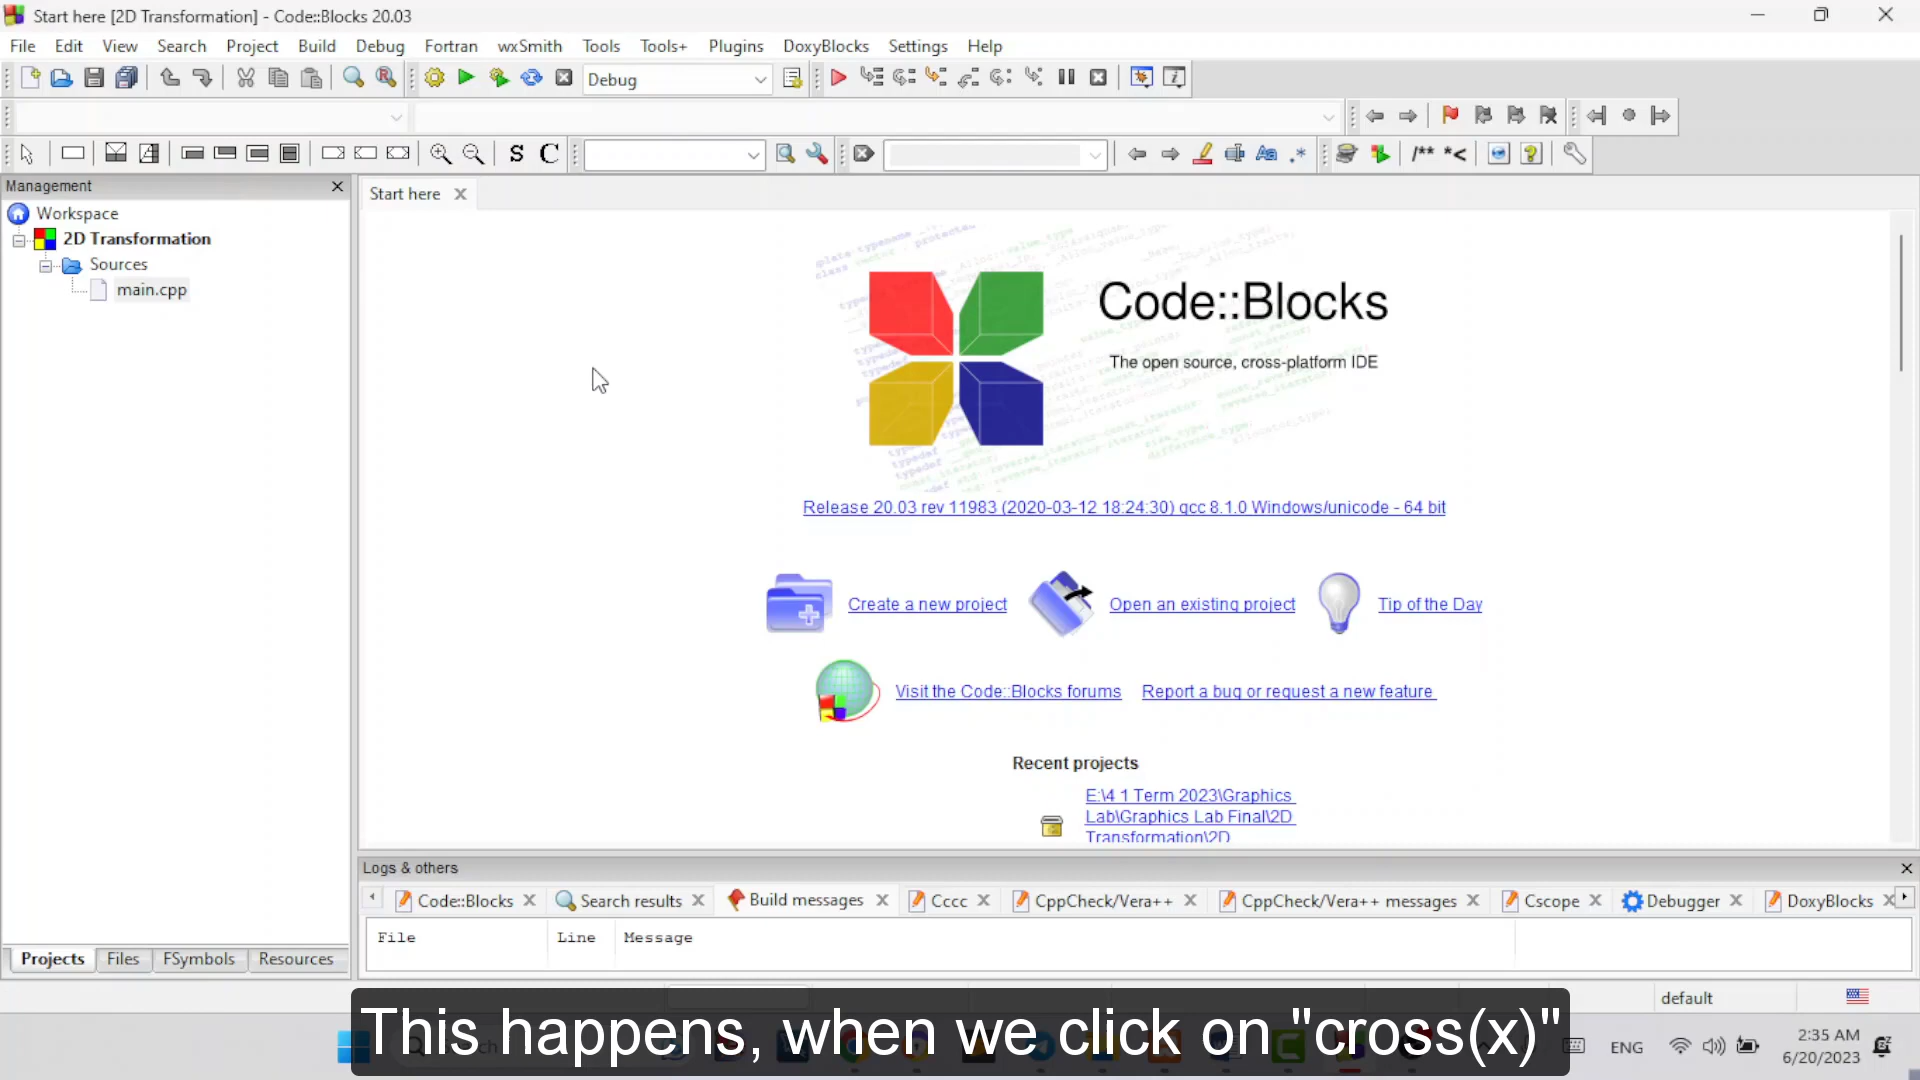 Start here [2D Transformation] - Code::Blocks 20.03
File Edit View Search Project Build Debug Fortran wxSmith Tools Tools+ Plugins DoxyBlocks Settings Help
Debug
S C /** *<
Management
Start here
Workspace
2D Transformation
Sources
main.cpp
Code::Blocks
The open source, cross-platform IDE
Release 20.03 rev 11983 (2020-03-12 18:24:30) gcc 8.1.0 Windows/unicode - 64 bit
Create a new project Open an existing project Tip of the Day
Visit the Code::Blocks forums Report a bug or request a new feature
Recent projects
E:\4 1 Term 2023\Graphics
Lab\Graphics Lab Final\2D
Transformation\2D
Logs & others
Code::Blocks Search results Build messages Cccc CppCheck/Vera++ CppCheck/Vera++ messages Cscope Debugger DoxyBlocks
File Line Message
Projects Files FSymbols Resources
default
This happens, when we click on "cross(x)"
ENG
2:35 AM
6/20/2023